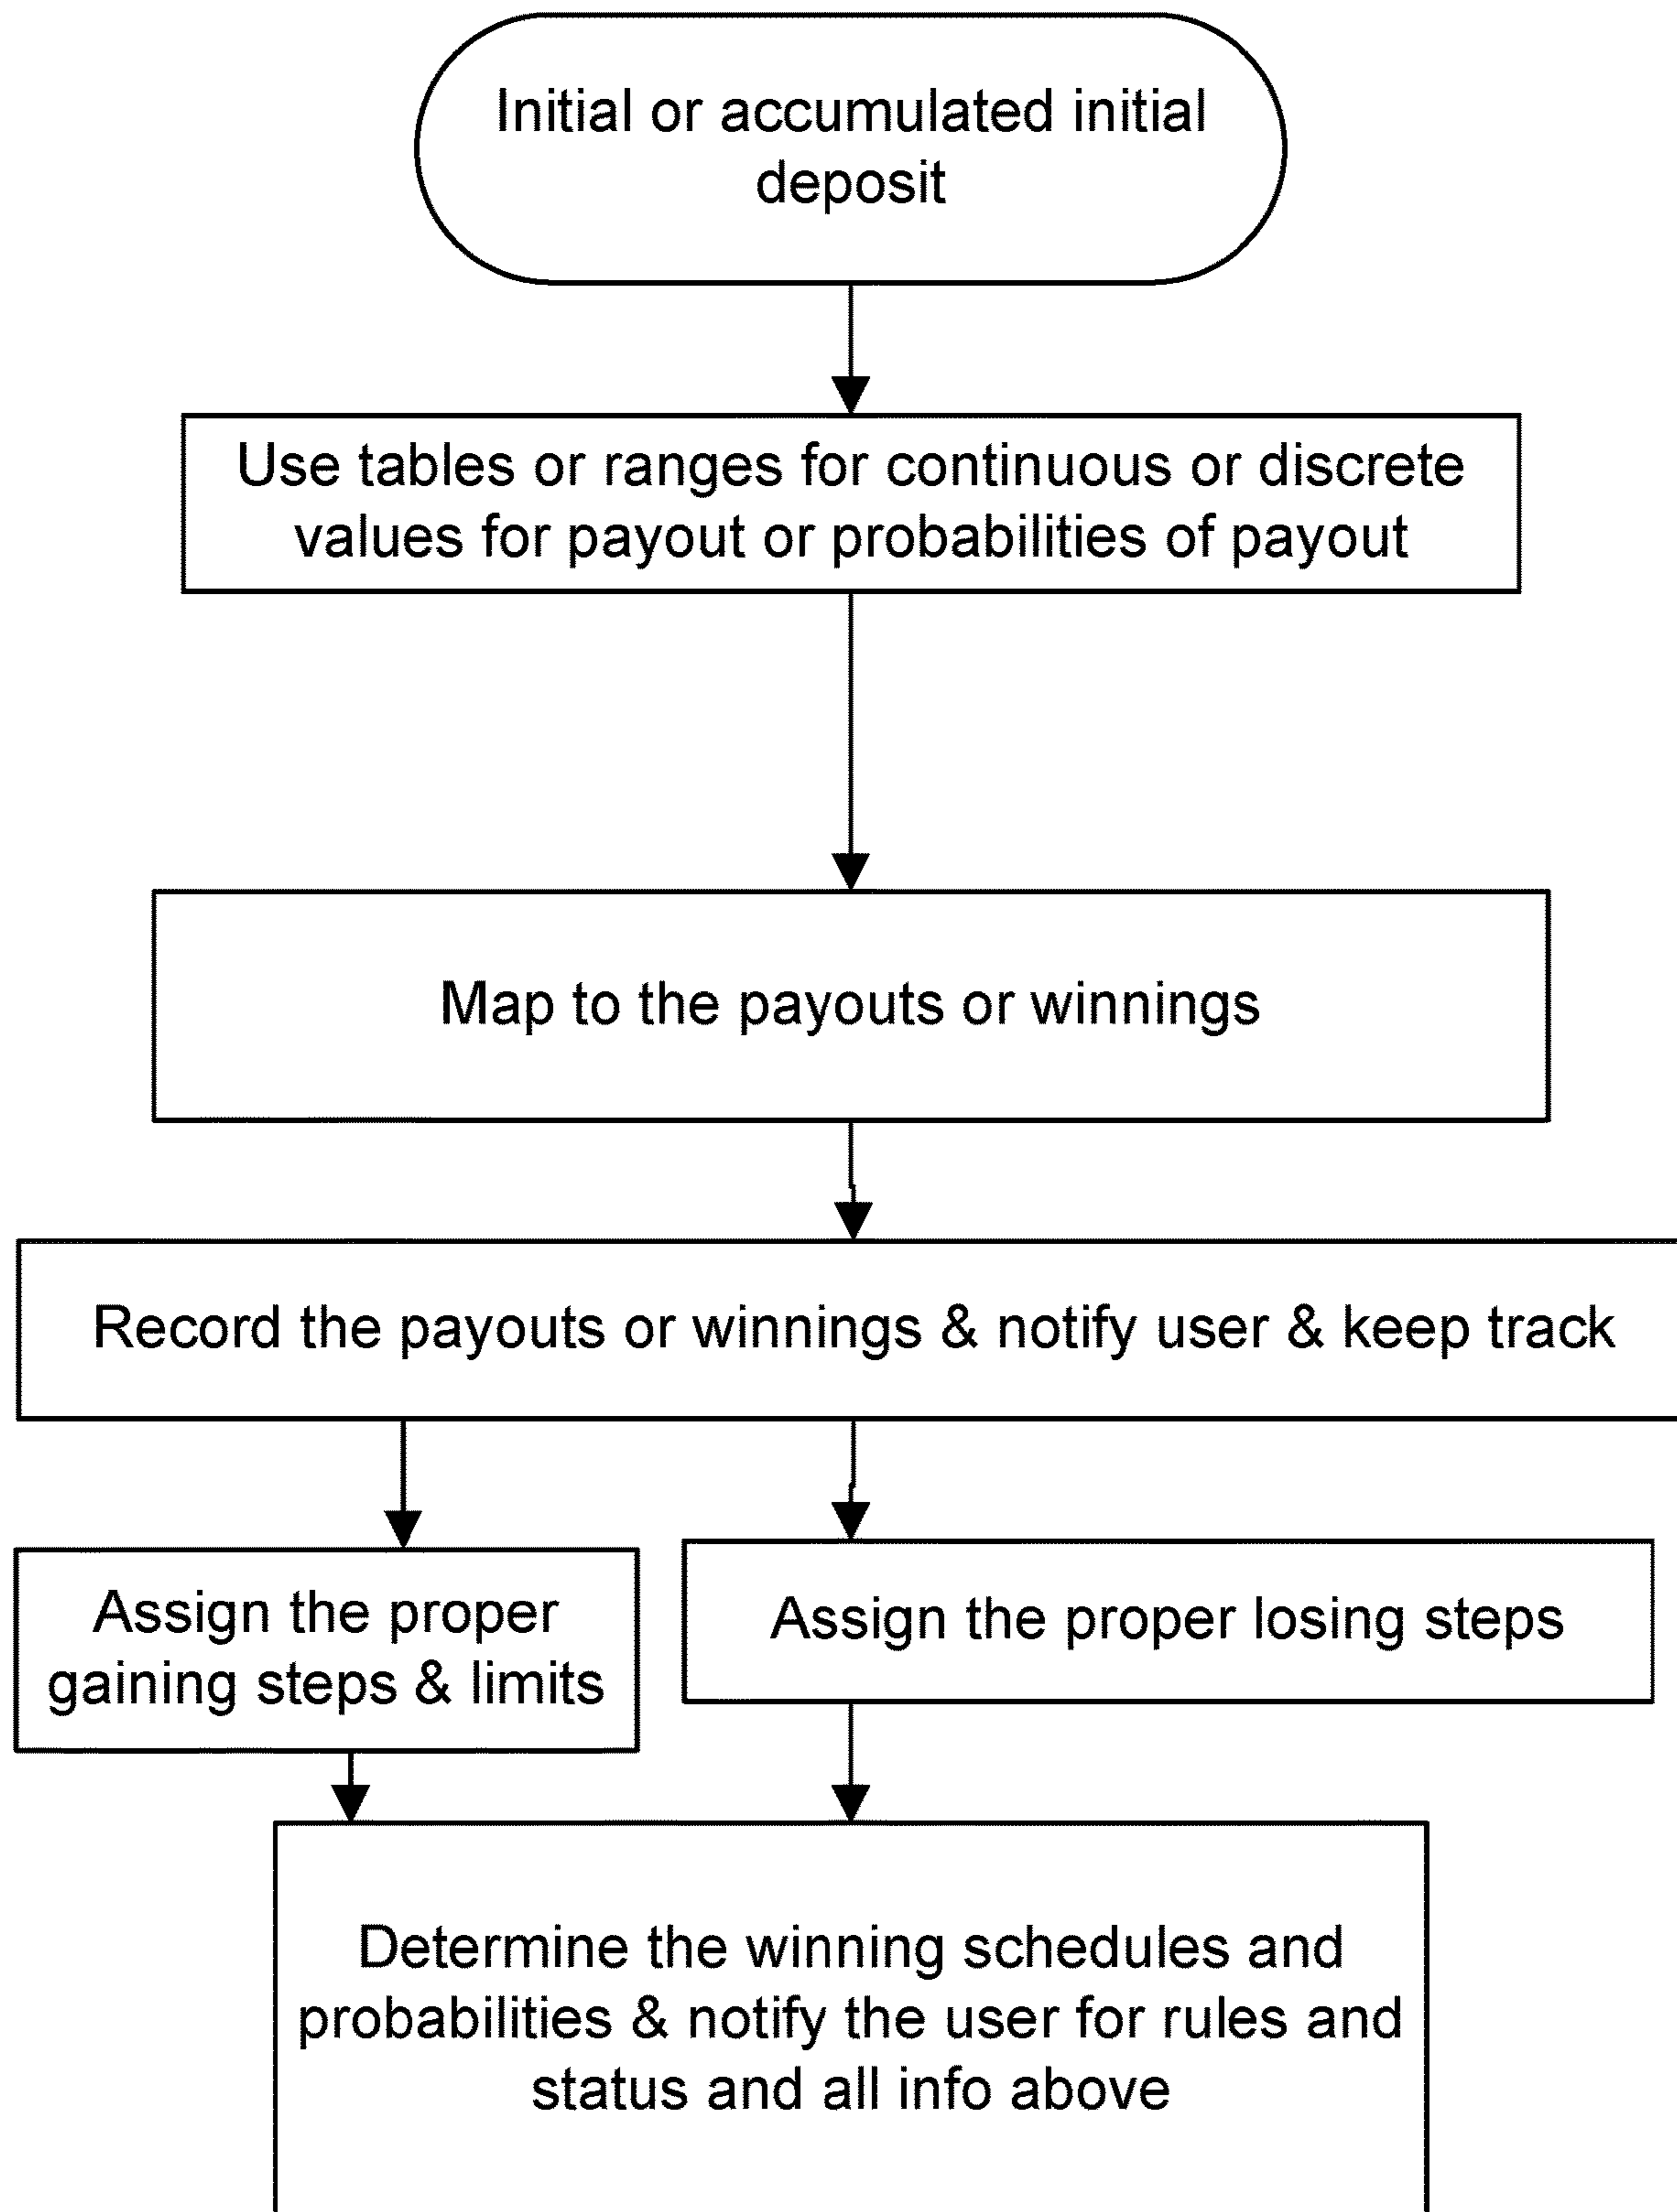 Initial or accumulated initial
deposit
Use tables or ranges for continuous or discrete
values for payout or probabilities of payout
Map to the payouts or winnings
Record the payouts or winnings & notify user & keep track
Assign the proper
gaining steps & limits
Assign the proper losing steps
Determine the winning schedules and
probabilities & notify the user for rules and
status and all info above